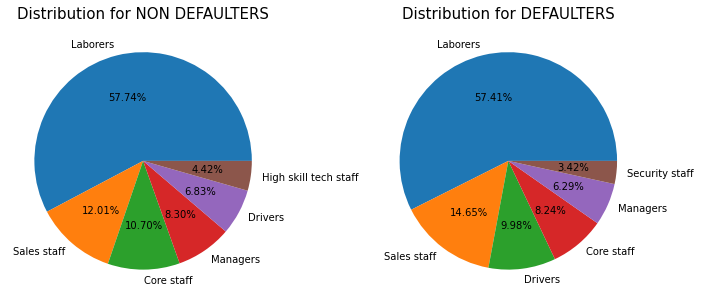 Distribution for NON DEFAULTERS
Laborers
57.74%
4.42%
High skill tech staff
6.83%
Drivers
12.01%
8.30%
10.70%
Sales staff
Managers
Core staff
Distribution for DEFAULTERS
Laborers
57.41%
3.42%
Security staff
6.29%
Managers
14.65%
8.24%
9.98%
Sales staff
Core staff
Drivers